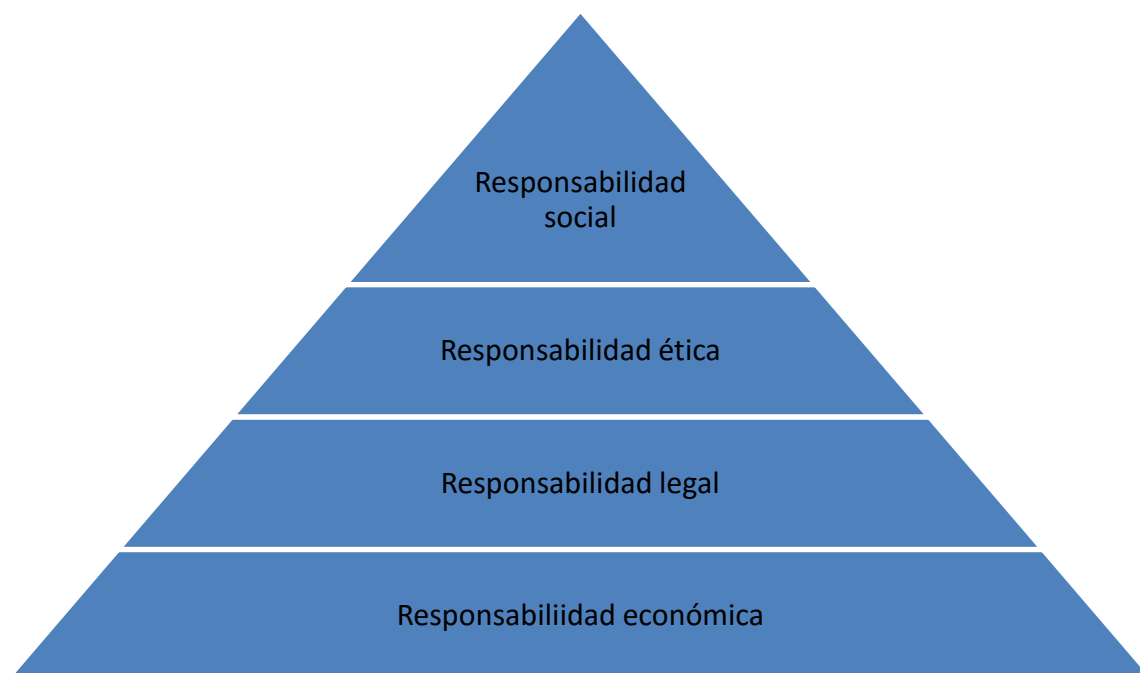 Responsabilidad
social
Responsabilidad ética
Responsabilidad legal
Responsabiliidad económica